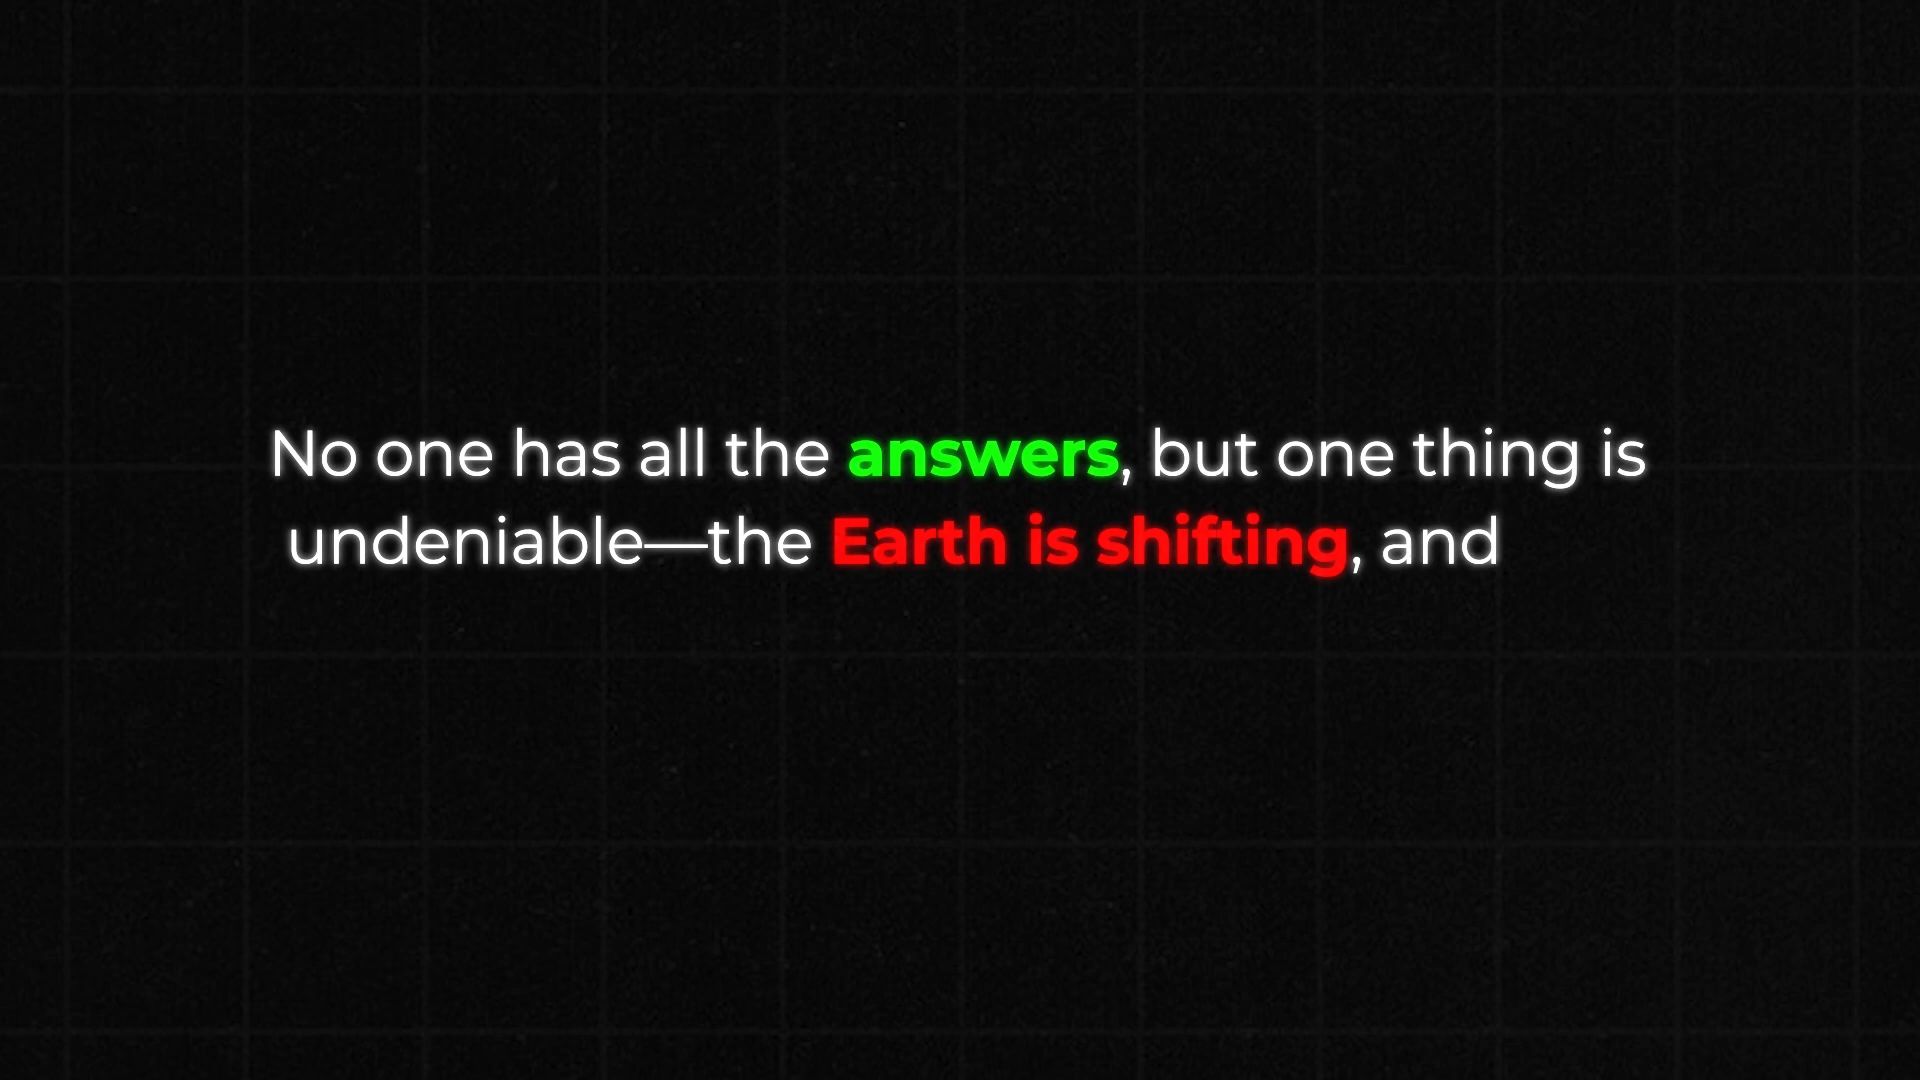 No one has all the answers, but one thing is
undeniable—the Earth is shifting, and